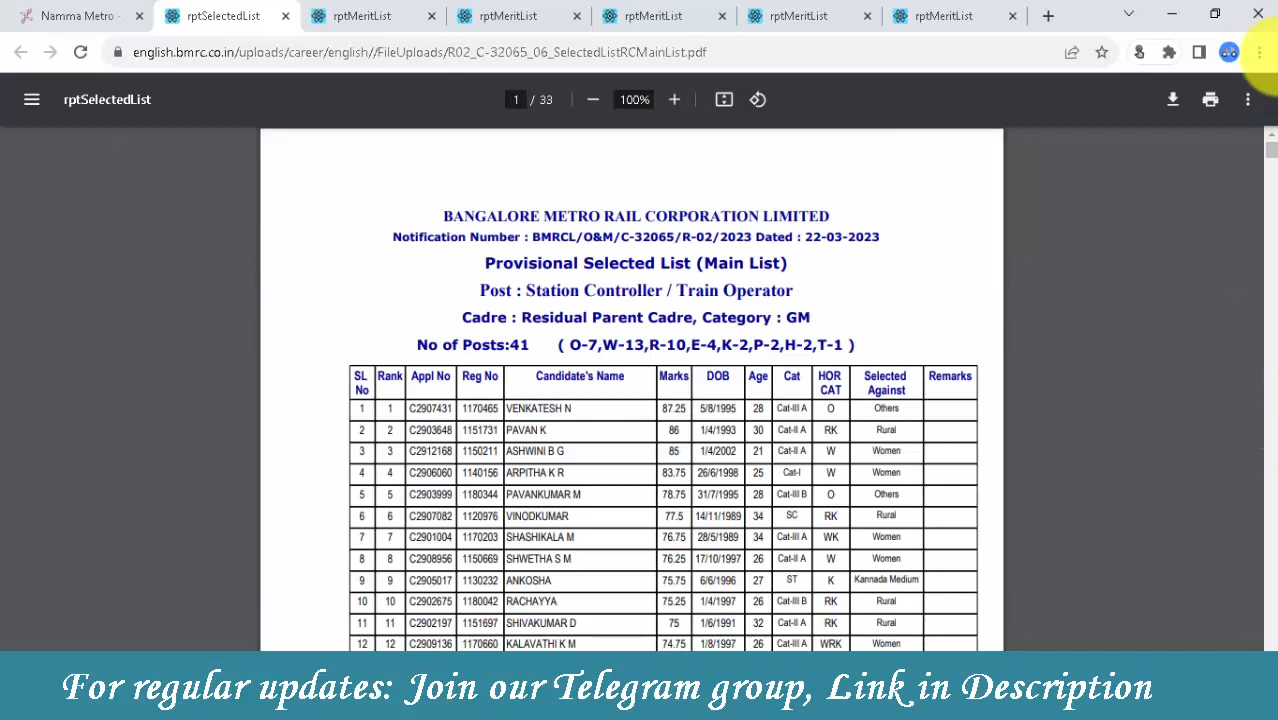 Namma Metro -
rptSelectedList
rptMeritList
rptMeritList
rptMeritList
rptMeritList
rptMeritList
english.bmrc.co.in/uploads/career/english//FileUploads/R02_C-32065_06_SelectedListRCMainList.pdf
rptSelectedList
1 / 33
100%
BANGALORE METRO RAIL CORPORATION LIMITED
Notification Number : BMRCL/O&M/C-32065/R-02/2023 Dated : 22-03-2023
Provisional Selected List (Main List)
Post : Station Controller / Train Operator
Cadre : Residual Parent Cadre, Category : GM
No of Posts:41 ( O-7,W-13,R-10,E-4,K-2,P-2,H-2,T-1 )
SL No Rank Appl No Reg No Candidate's Name Marks DOB Age Cat HOR CAT Selected Against Remarks
1 1 C2907431 1170465 VENKATESH N 87.25 5/8/1995 28 Cat-III A O Others
2 2 C2903648 1151731 PAVAN K 86 1/4/1993 30 Cat-II A RK Rural
3 3 C2912168 1150211 ASHWINI B G 85 1/4/2002 21 Cat-II A W Women
4 4 C2906060 1140156 ARPITHA K R 83.75 26/6/1998 25 Cat-I W Women
5 5 C2903999 1180344 PAVANKUMAR M 78.75 31/7/1995 28 Cat-III B O Others
6 6 C2907082 1120976 VINODKUMAR 77.5 14/11/1989 34 SC RK Rural
7 7 C2901004 1170203 SHASHIKALA M 76.75 28/5/1989 34 Cat-III A WK Women
8 8 C2908956 1150669 SHWETHA S M 76.25 17/10/1997 26 Cat-II A W Women
9 9 C2905017 1130232 ANKOSHA 75.75 6/6/1996 27 ST K Kannada Medium
10 10 C2902675 1180042 RACHAYYA 75.25 1/4/1997 26 Cat-III B RK Rural
11 11 C2902197 1151697 SHIVAKUMAR D 75 1/6/1991 32 Cat-II A RK Rural
12 12 C2909136 1170660 KALAVATHI K M 74.75 1/8/1997 26 Cat-III A WRK Women
For regular updates: Join our Telegram group, Link in Description